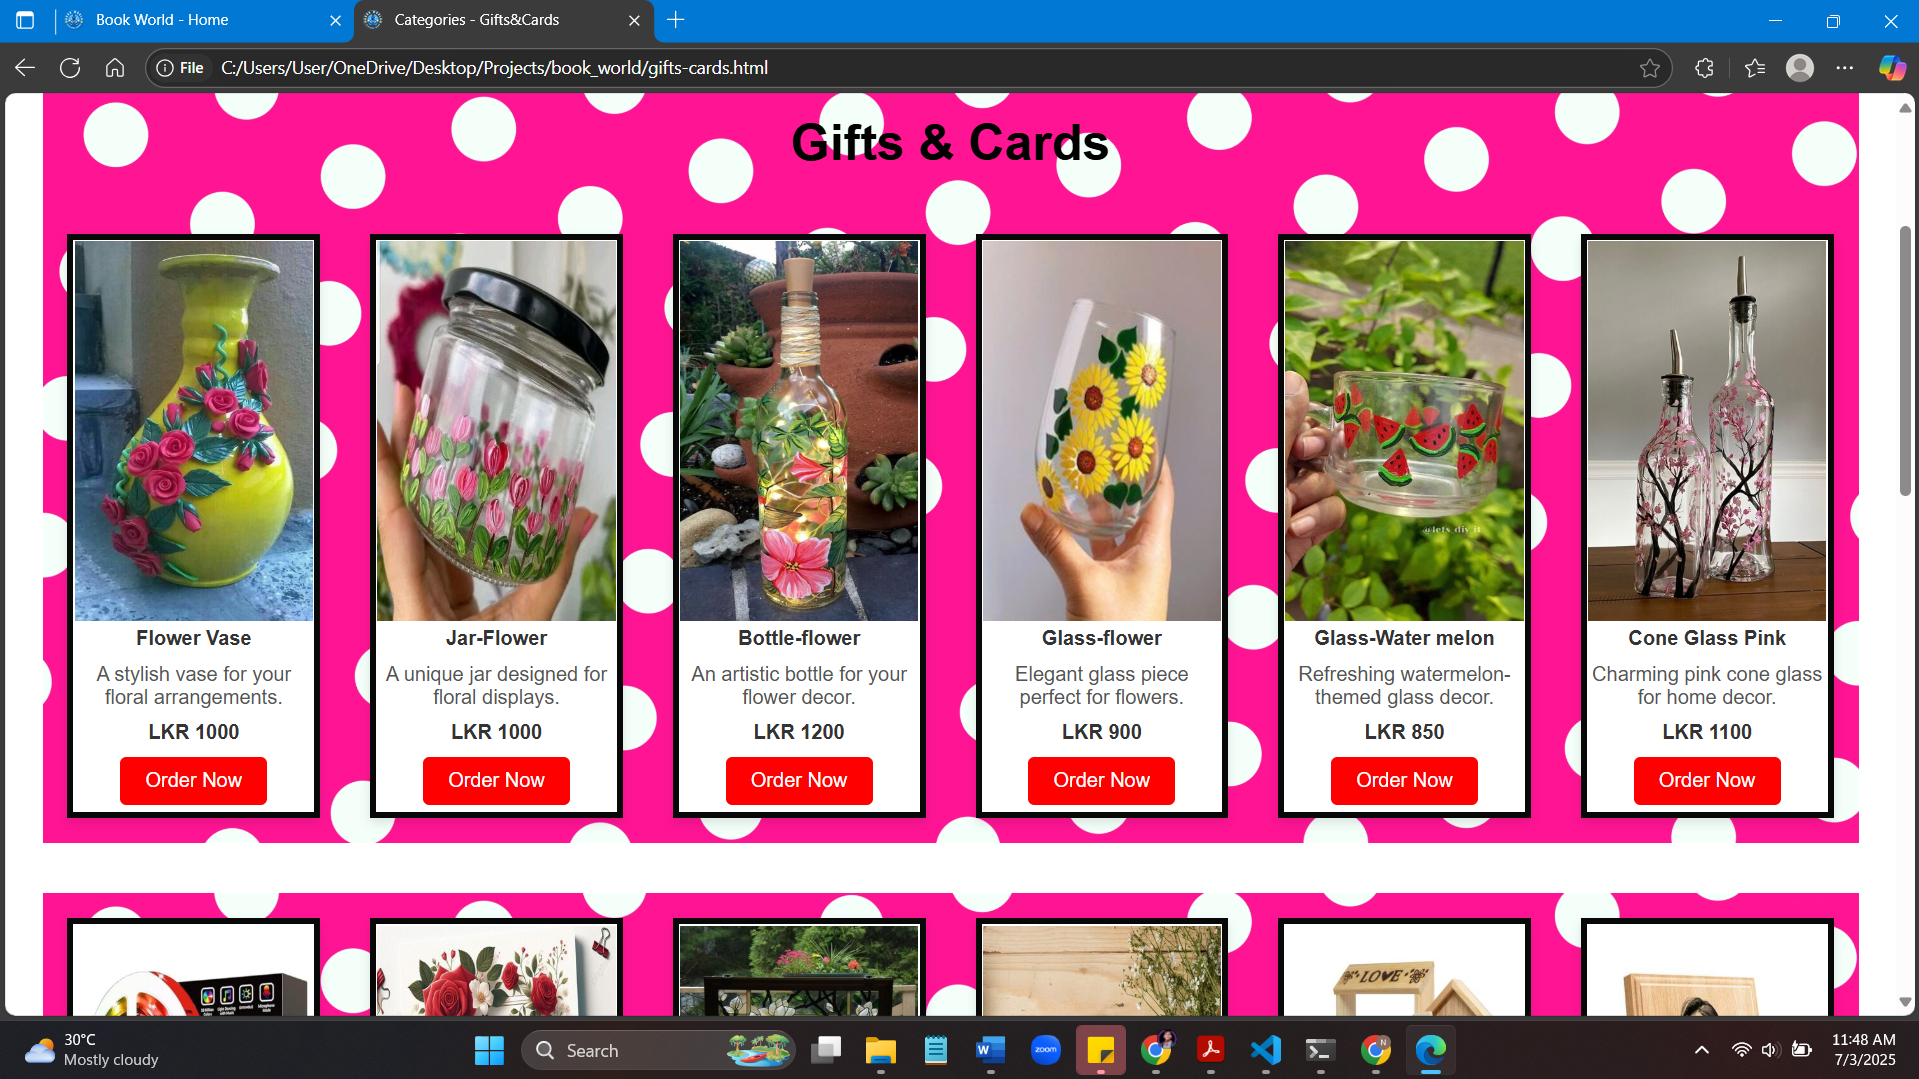 Book World - Home
Categories - Gifts&Cards
File
C:/Users/User/OneDrive/Desktop/Projects/book_world/gifts-cards.html
Gifts & Cards
@lets_diy_it
Flower Vase
A stylish vase for your
floral arrangements.
LKR 1000
Order Now
Jar-Flower
A unique jar designed for
floral displays.
LKR 1000
Order Now
Bottle-flower
An artistic bottle for your
flower decor.
LKR 1200
Order Now
Glass-flower
Elegant glass piece
perfect for flowers.
LKR 900
Order Now
Glass-Water melon
Refreshing watermelon-
themed glass decor.
LKR 850
Order Now
Cone Glass Pink
Charming pink cone glass
for home decor.
LKR 1100
Order Now
LOVE
30°C
Mostly cloudy
Search
zoom
N
11:48 AM
7/3/2025